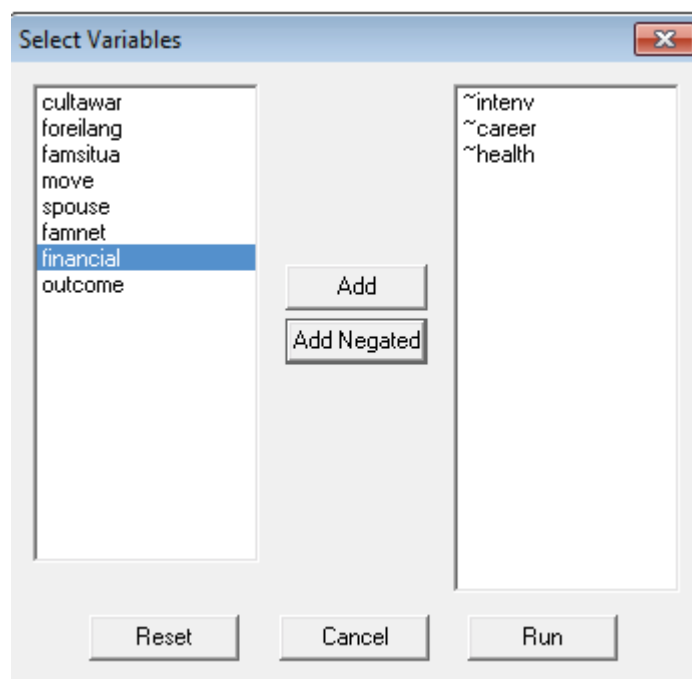 Select Variables
cultawar
foreilang
famsitua
move
spouse
famnet
financial
outcome
Add
Add Negated
~intenv
~career
~health
Reset
Cancel
Run